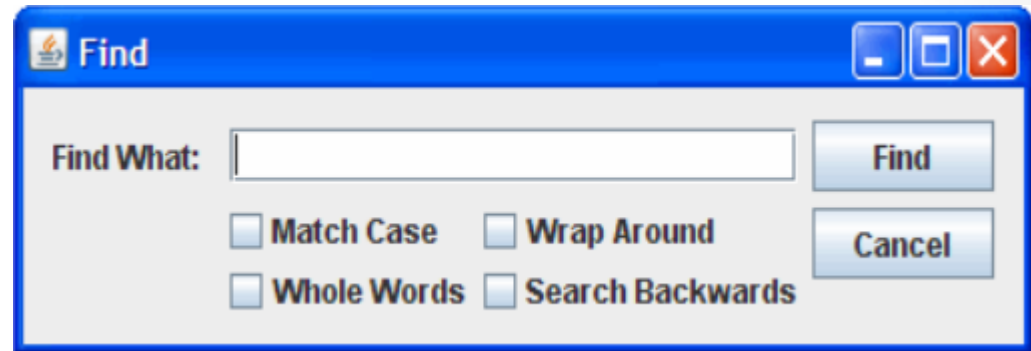 Find
Find What: Find
Match Case Wrap Around Cancel
Whole Words Search Backwards